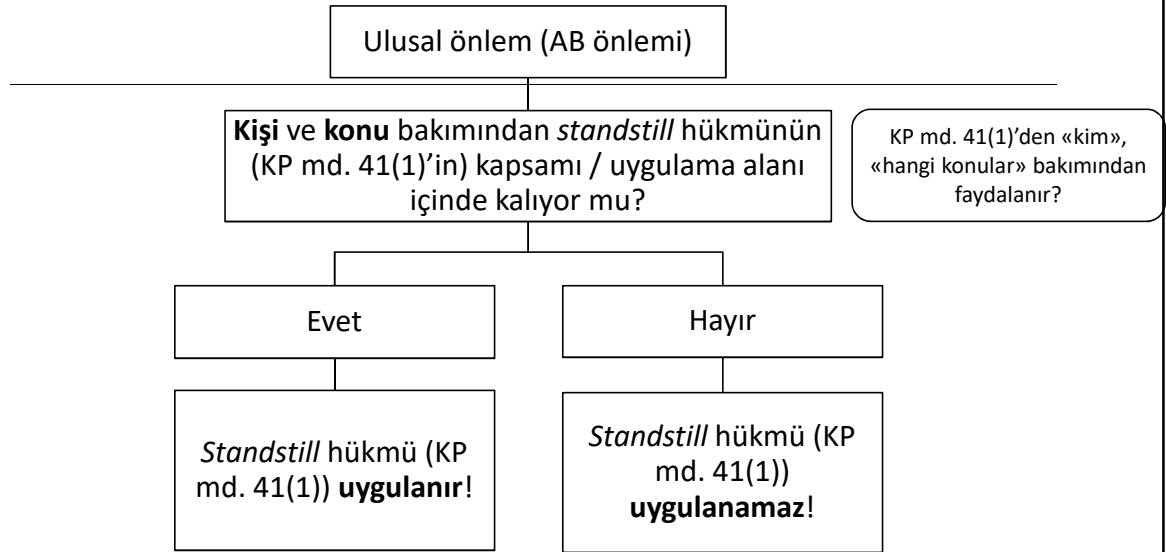 Ulusal önlem (AB önlemi)
Kişi ve konu bakımından standstill hükmünün
(KP md. 41(1)’in) kapsamı / uygulama alanı
içinde kalıyor mu?
KP md. 41(1)’den «kim»,
«hangi konular» bakımından
faydalanır?
Evet
Hayır
Standstill hükmü (KP
md. 41(1)) uygulanır!
Standstill hükmü (KP
md. 41(1))
uygulanamaz!